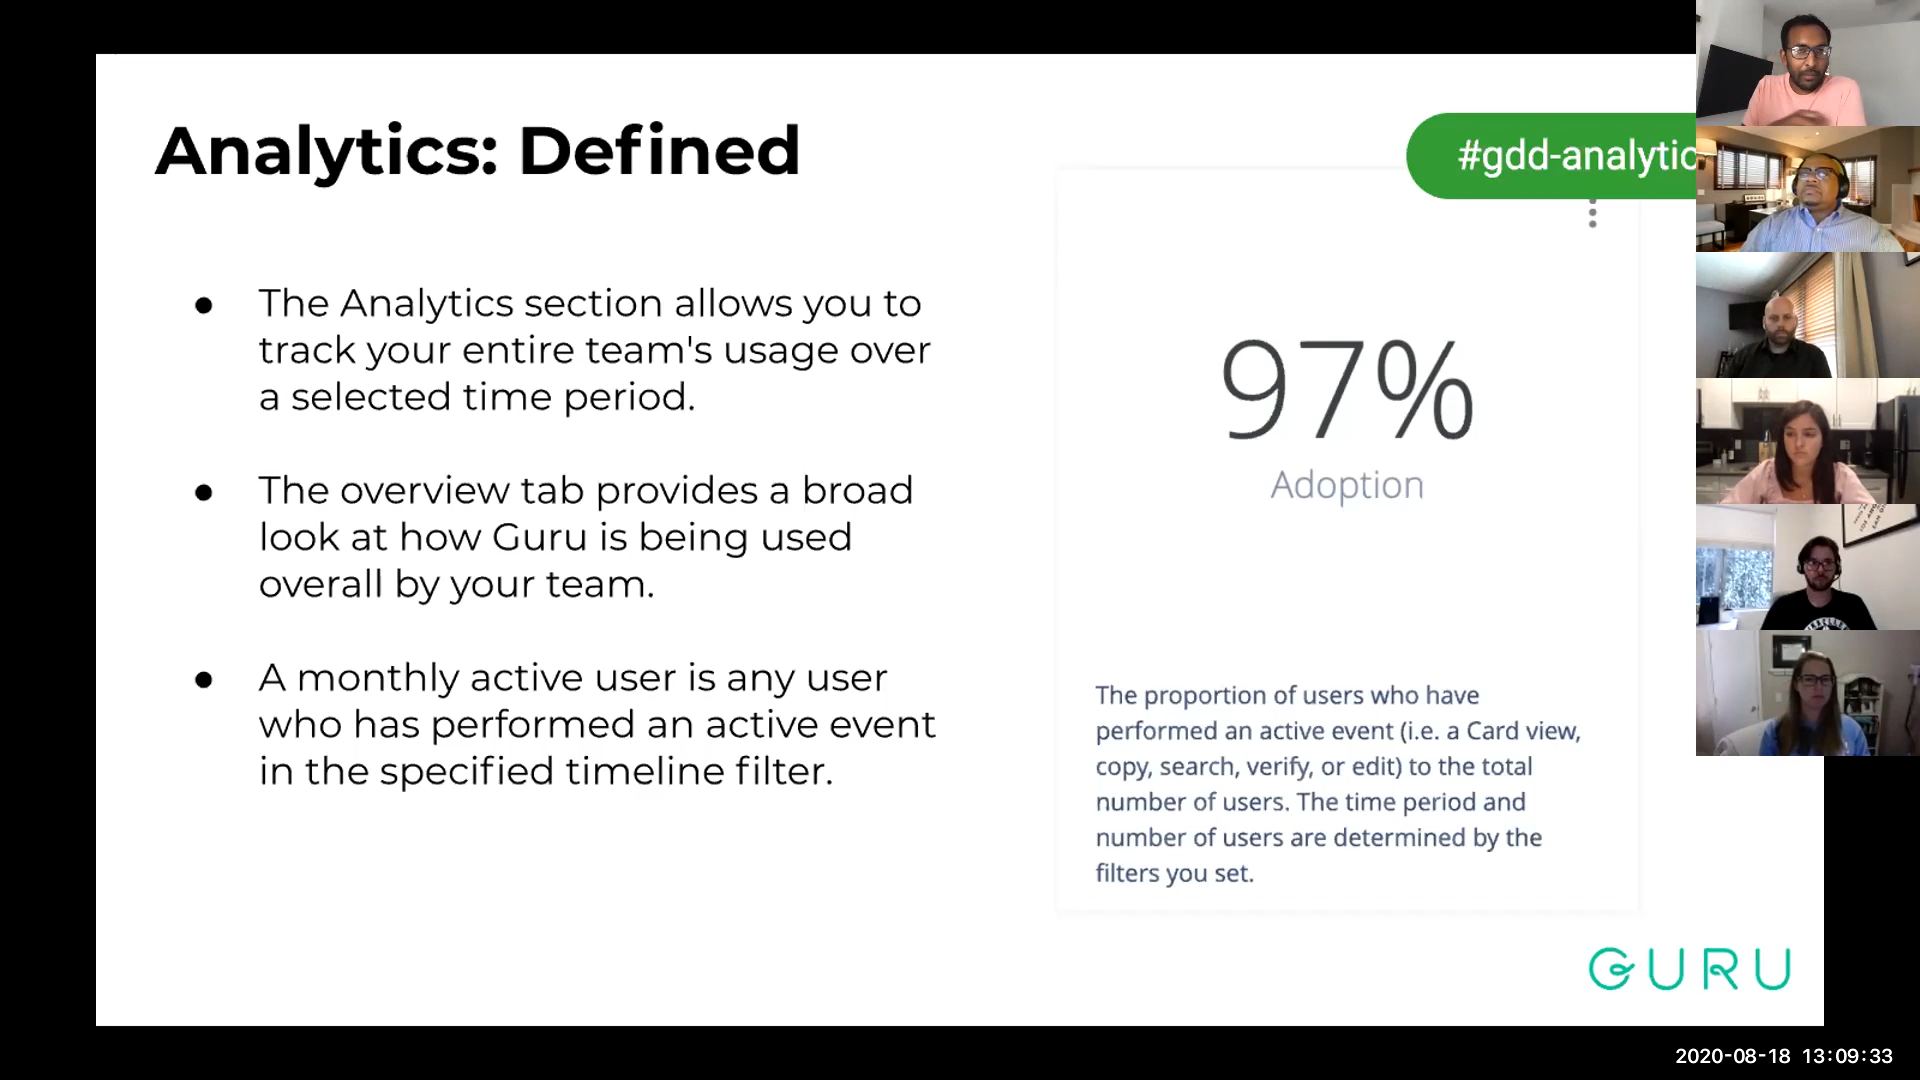 Analytics: Defined
#gdd-analytic
● The Analytics section allows you to
track your entire team's usage over
a selected time period.
● The overview tab provides a broad
look at how Guru is being used
overall by your team.
● A monthly active user is any user
who has performed an active event
in the specified timeline filter.
97%
Adoption
The proportion of users who have
performed an active event (i.e. a Card view,
copy, search, verify, or edit) to the total
number of users. The time period and
number of users are determined by the
filters you set.
GURU
2020-08-18 13:09:33